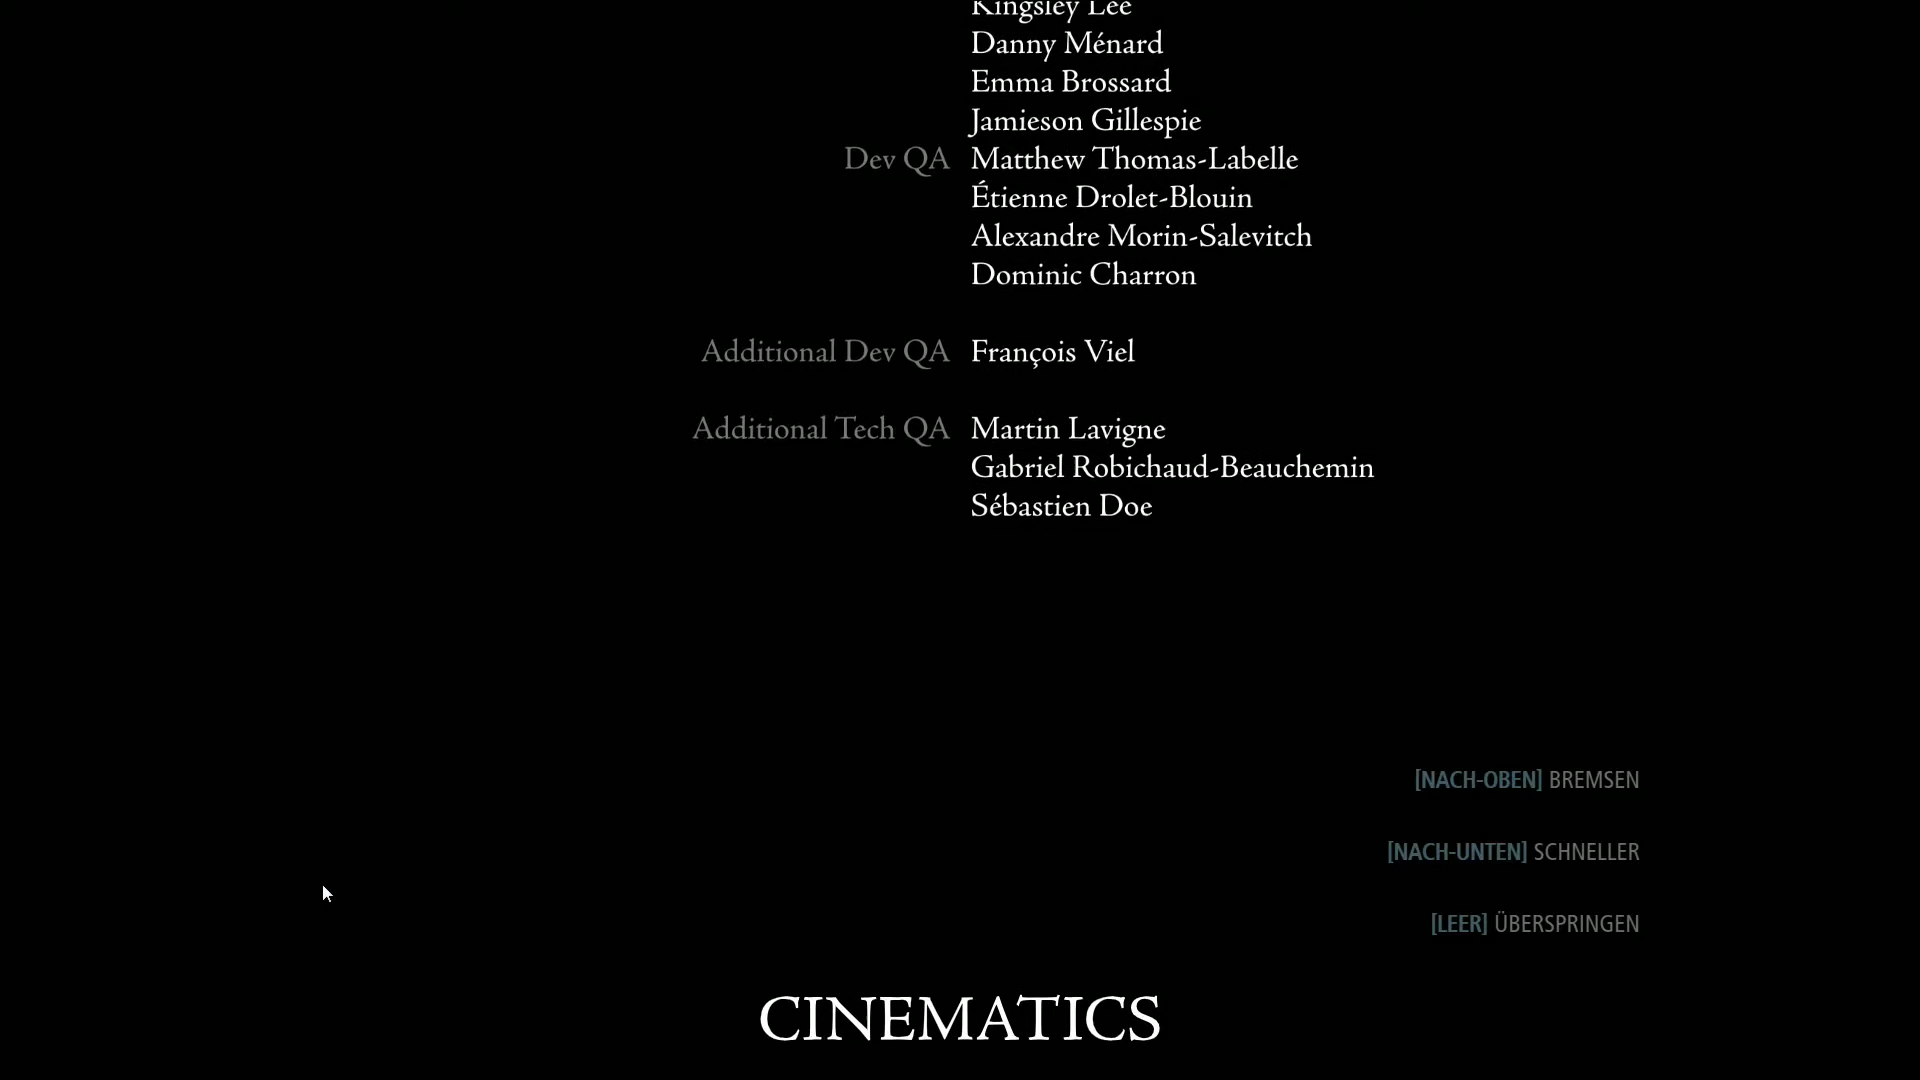 Kingsley Lee
Danny Ménard
Emma Brossard
Jamieson Gillespie
Dev QA Matthew Thomas-Labelle
Étienne Drolet-Blouin
Alexandre Morin-Salevitch
Dominic Charron
Additional Dev QA François Viel
Additional Tech QA Martin Lavigne
Gabriel Robichaud-Beauchemin
Sébastien Doe
[NACH-OBEN] BREMSEN
[NACH-UNTEN] SCHNELLER
[LEER] ÜBERSPRINGEN
CINEMATICS